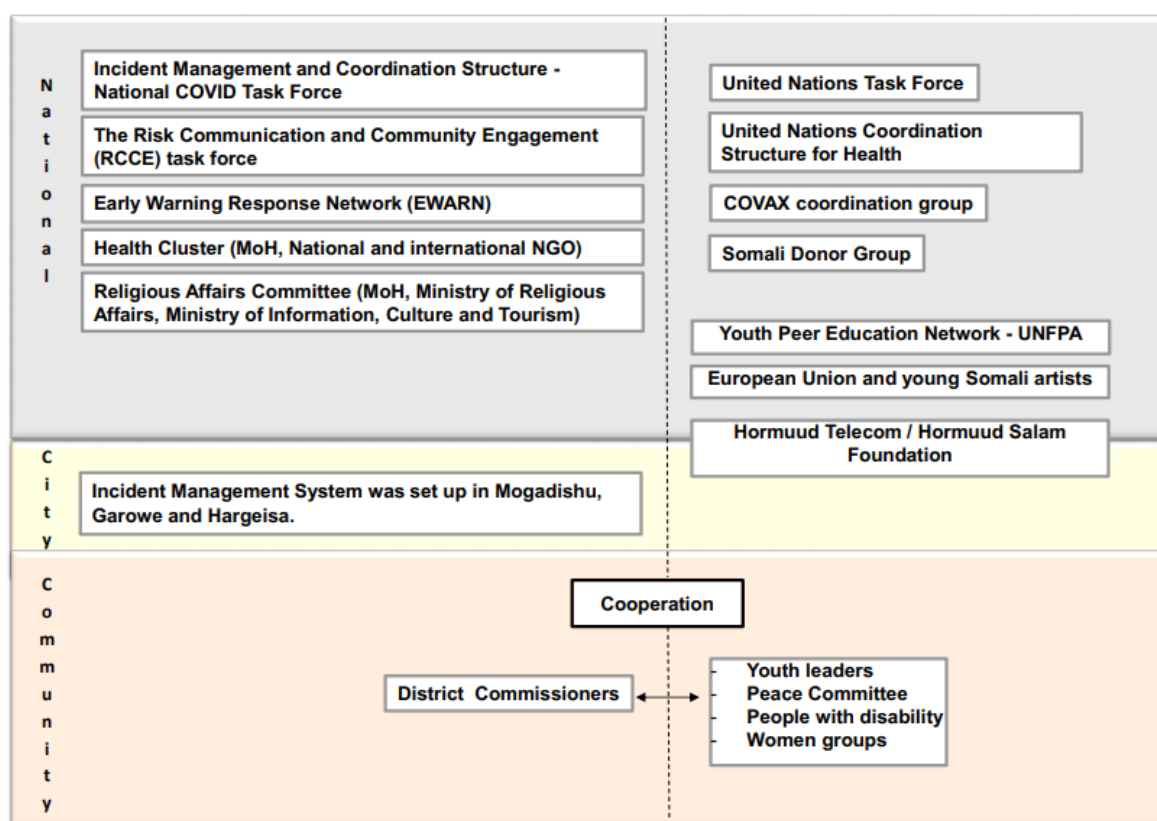 National
Incident Management and Coordination Structure -
National COVID Task Force
The Risk Communication and Community Engagement
(RCCE) task force
Early Warning Response Network (EWARN)
Health Cluster (MoH, National and international NGO)
Religious Affairs Committee (MoH, Ministry of Religious
Affairs, Ministry of Information, Culture and Tourism)
United Nations Task Force
United Nations Coordination
Structure for Health
COVAX coordination group
Somali Donor Group
Youth Peer Education Network - UNFPA
European Union and young Somali artists
Hormuud Telecom / Hormuud Salam
Foundation
City
Incident Management System was set up in Mogadishu,
Garowe and Hargeisa.
Community
Cooperation
District Commissioners
- Youth leaders
- Peace Committee
- People with disability
- Women groups